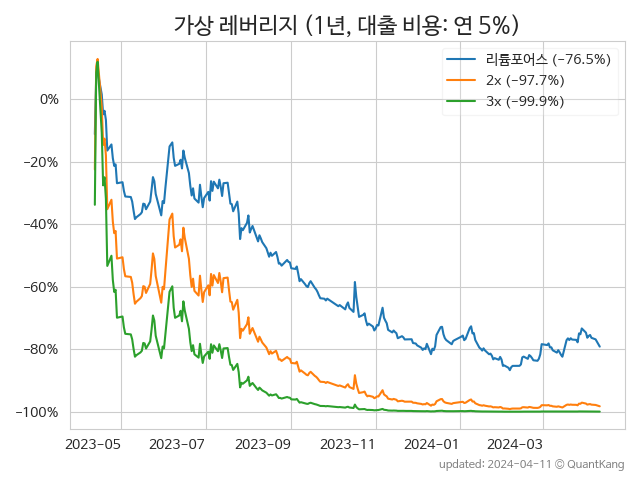 가상 레버리지 (1년, 대출 비용: 연 5%)
리튬포어스 (−76.5%)
2x (−97.7%)
3x (−99.9%)
0%
−20%
−40%
−60%
−80%
−100%
2023-05 2023-07 2023-09 2023-11 2024-01 2024-03
updated: 2024-04-11 © QuantKang